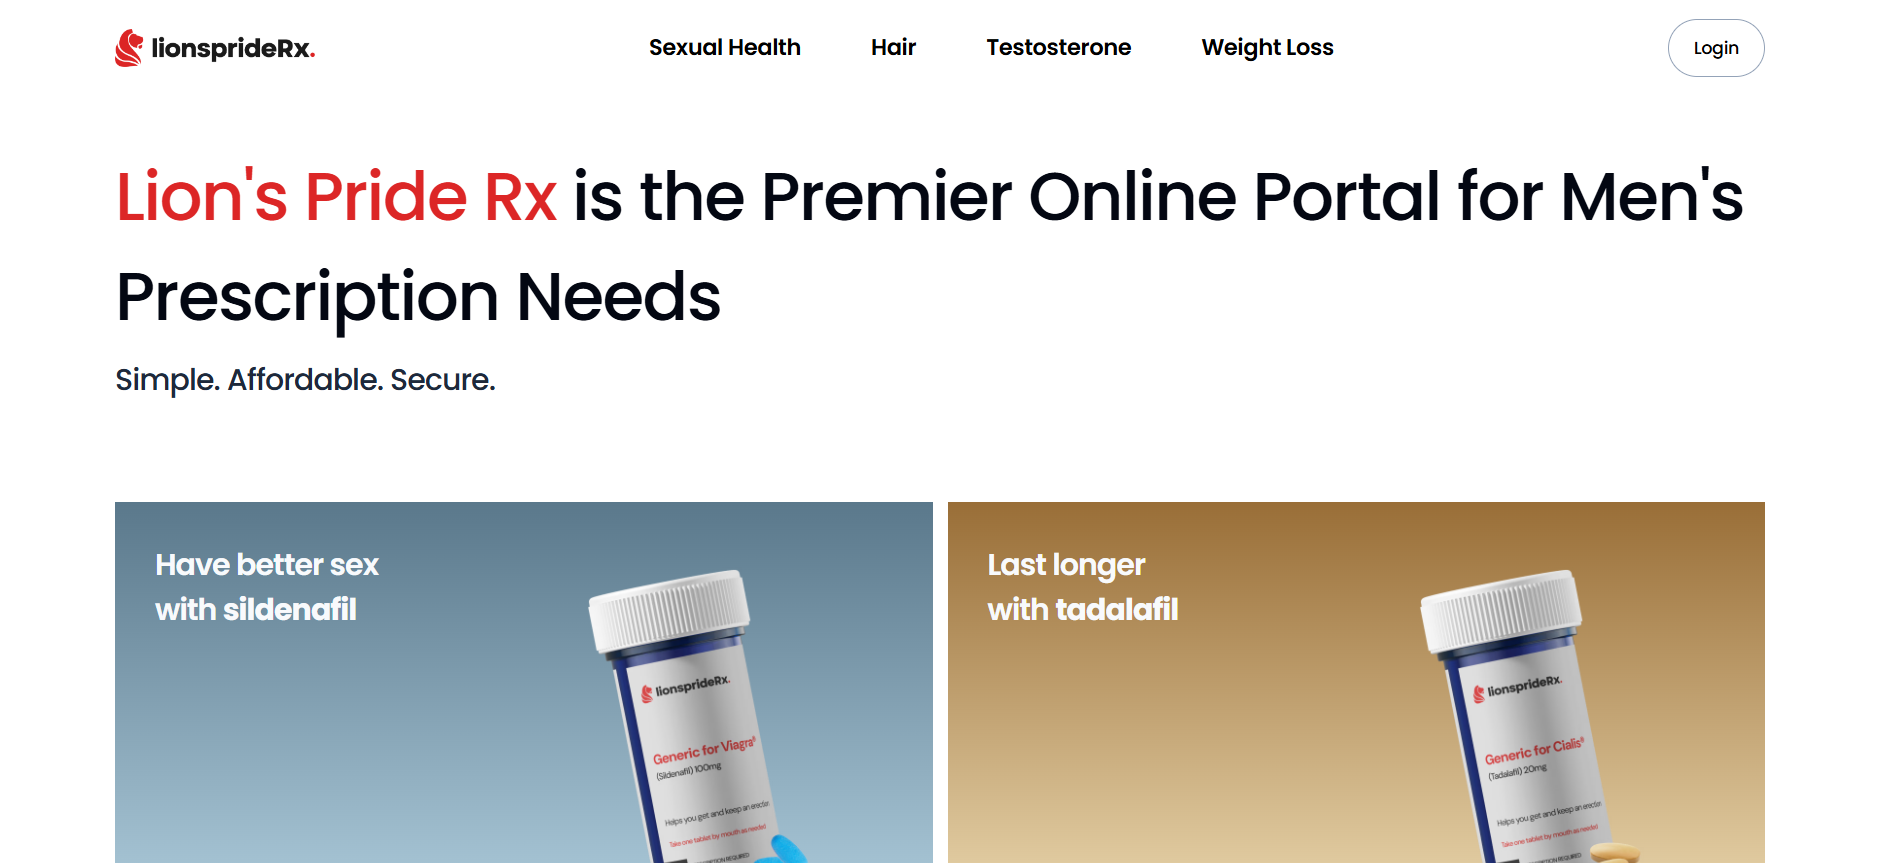 lionsprideRx.
Sexual Health
Hair
Testosterone
Weight Loss
Login
Lion's Pride Rx is the Premier Online Portal for Men's
Prescription Needs
Simple. Affordable. Secure.
Have better sex
with sildenafil
lionsprideRx.
Generic for Viagra®
(Sildenafil) 100mg
Helps you get and keep an erection.
Take one tablet by mouth as needed
Last longer
with tadalafil
lionsprideRx.
Generic for Cialis®
(Tadalafil) 20mg
Helps you get and keep an erection.
Take one tablet by mouth as needed